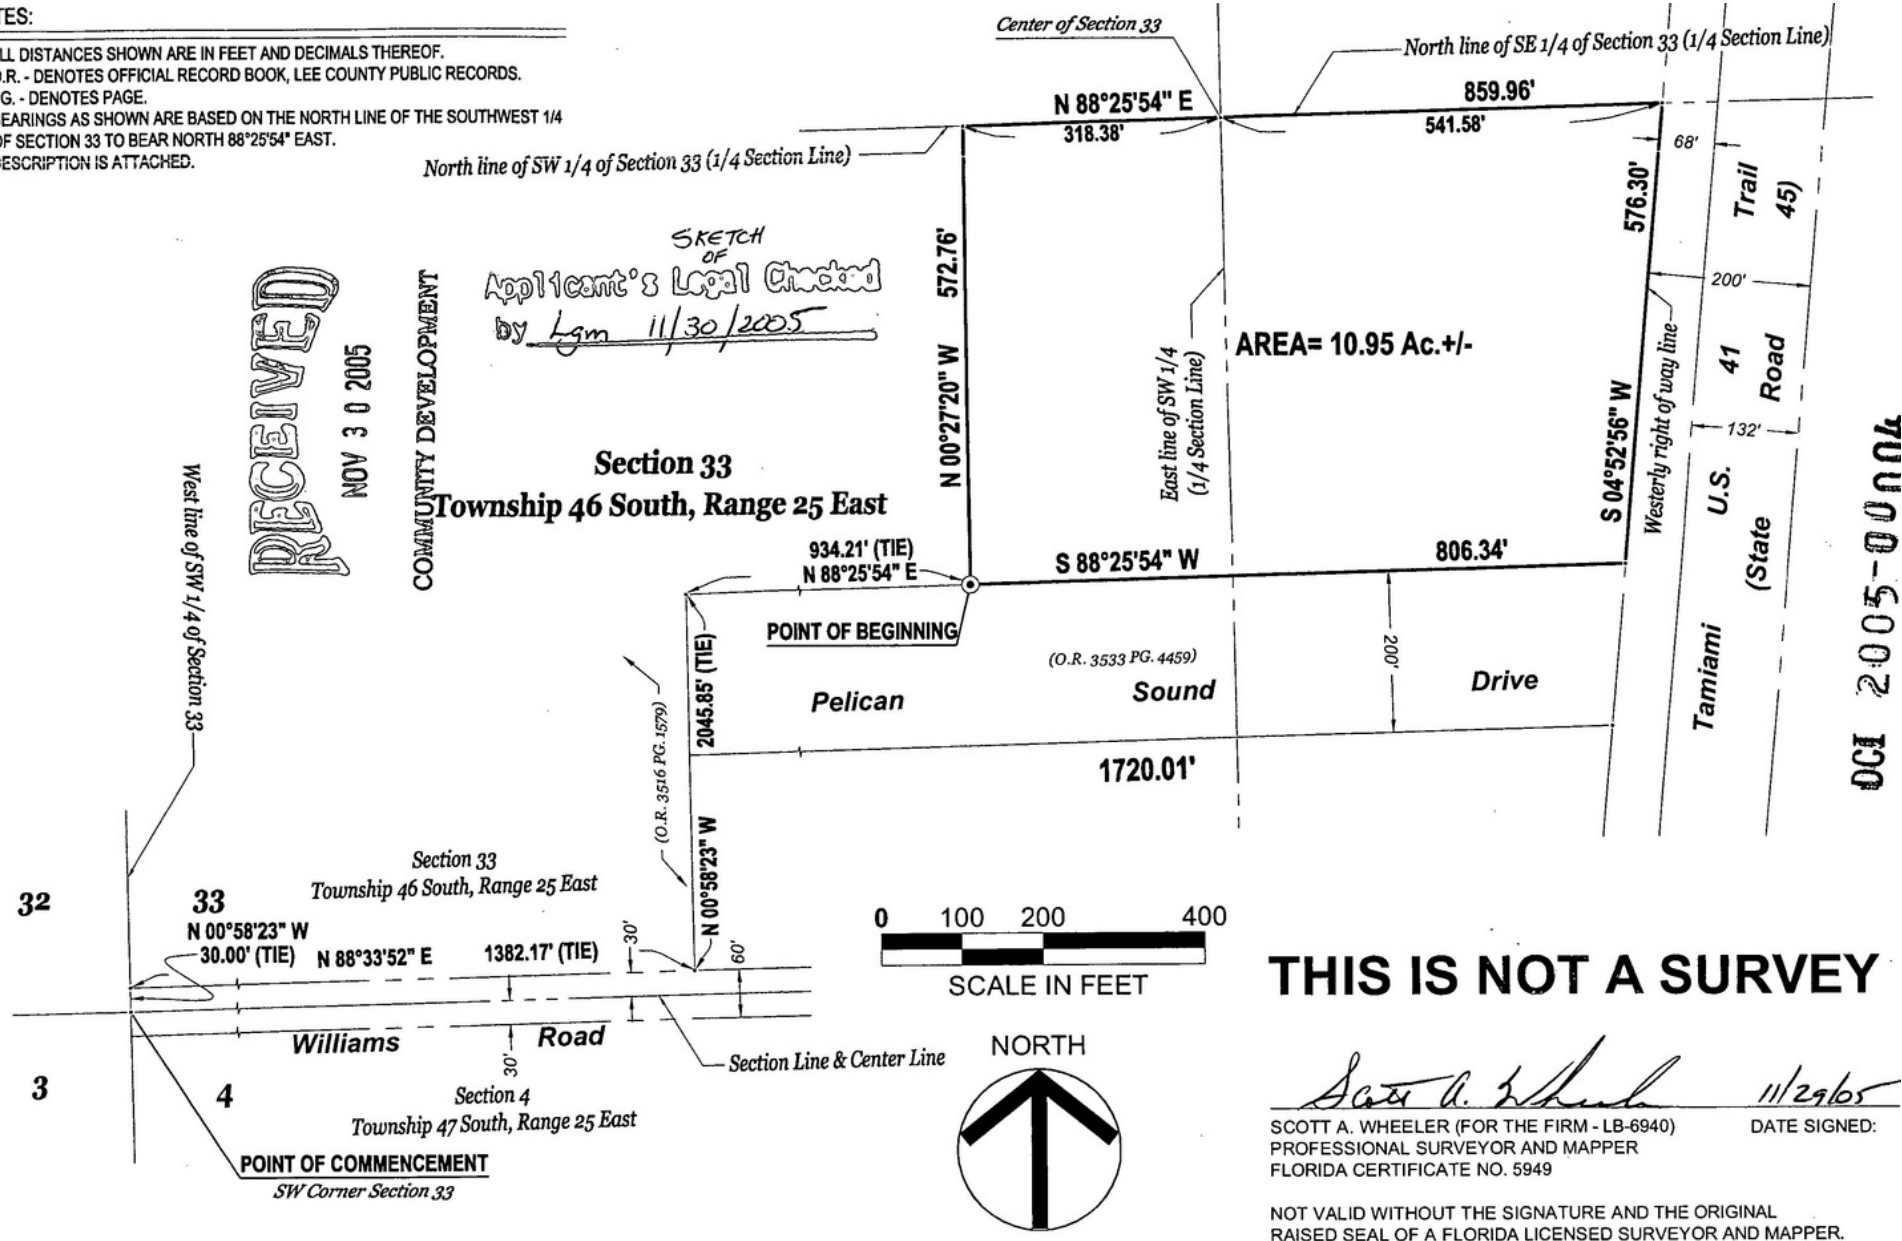 TES:
LL DISTANCES SHOWN ARE IN FEET AND DECIMALS THEREOF.
.R. - DENOTES OFFICIAL RECORD BOOK, LEE COUNTY PUBLIC RECORDS.
G. - DENOTES PAGE.
EARINGS AS SHOWN ARE BASED ON THE NORTH LINE OF THE SOUTHWEST 1/4
OF SECTION 33 TO BEAR NORTH 88°25'54" EAST.
ESCRIPTION IS ATTACHED.
Center of Section 33
North line of SE 1/4 of Section 33 (1/4 Section Line)
N 88°25'54" E
859.96'
318.38'
541.58'
North line of SW 1/4 of Section 33 (1/4 Section Line)
68'
576.30'
Trail
45)
SKETCH
OF
Applicant's Legal Checked
by Lgm 11/30/2005
RECEIVED
NOV 3 0 2005
COMMUNITY DEVELOPMENT
572.76'
N 00°27'20" W
200'
AREA= 10.95 Ac.+/-
East line of SW 1/4
(1/4 Section Line)
S 04°52'56" W
Westerly right of way line
41
Road
132'
U.S.
(State
Tamiami
DCI 2005-0004
Section 33
Township 46 South, Range 25 East
West line of SW 1/4 of Section 33
934.21' (TIE)
N 88°25'54" E
S 88°25'54" W
806.34'
POINT OF BEGINNING
2045.85' (TIE)
(O.R. 3533 PG. 4459)
200'
Pelican
Sound
Drive
(O.R. 3516 PG. 1579)
1720.01'
N 00°58'23" W
Section 33
Township 46 South, Range 25 East
32
33
N 00°58'23" W
30.00' (TIE)
N 88°33'52" E
1382.17' (TIE)
30'
60'
0 100 200 400
SCALE IN FEET
THIS IS NOT A SURVEY
Williams
Road
30'
Section Line & Center Line
NORTH
3
4
Section 4
Township 47 South, Range 25 East
POINT OF COMMENCEMENT
SW Corner Section 33
Scott A. Wheeler 11/29/05
SCOTT A. WHEELER (FOR THE FIRM - LB-6940)
DATE SIGNED:
PROFESSIONAL SURVEYOR AND MAPPER
FLORIDA CERTIFICATE NO. 5949
NOT VALID WITHOUT THE SIGNATURE AND THE ORIGINAL
RAISED SEAL OF A FLORIDA LICENSED SURVEYOR AND MAPPER.